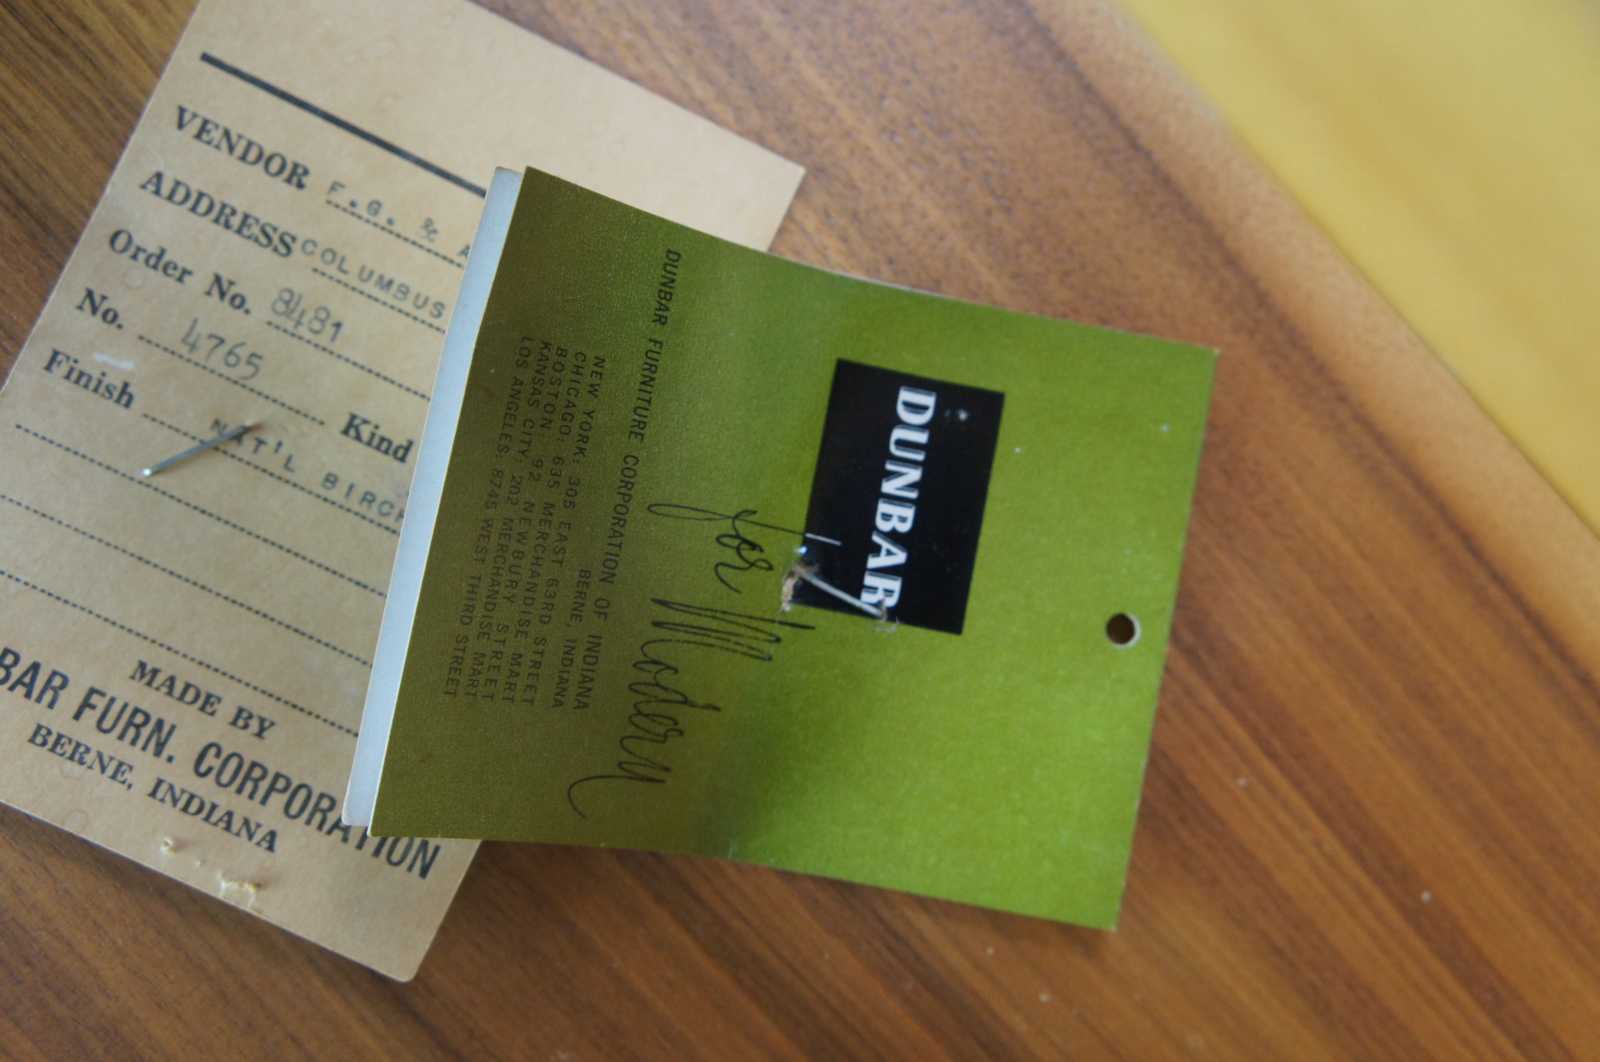 VENDOR F.G. & A
ADDRESS COLUMBUS
Order No. 8481
No. 4765 Kind
Finish NAT'L BIRCH
MADE BY
BAR FURN. CORPORATION
BERNE, INDIANA
DUNBAR
for Modern
DUNBAR FURNITURE CORPORATION OF INDIANA
BERNE, INDIANA
NEW YORK: 305 EAST 63RD STREET
CHICAGO: 635 MERCHANDISE MART
BOSTON: 92 NEWBURY STREET
KANSAS CITY: 202 MERCHANDISE MART
LOS ANGELES: 8745 WEST THIRD STREET